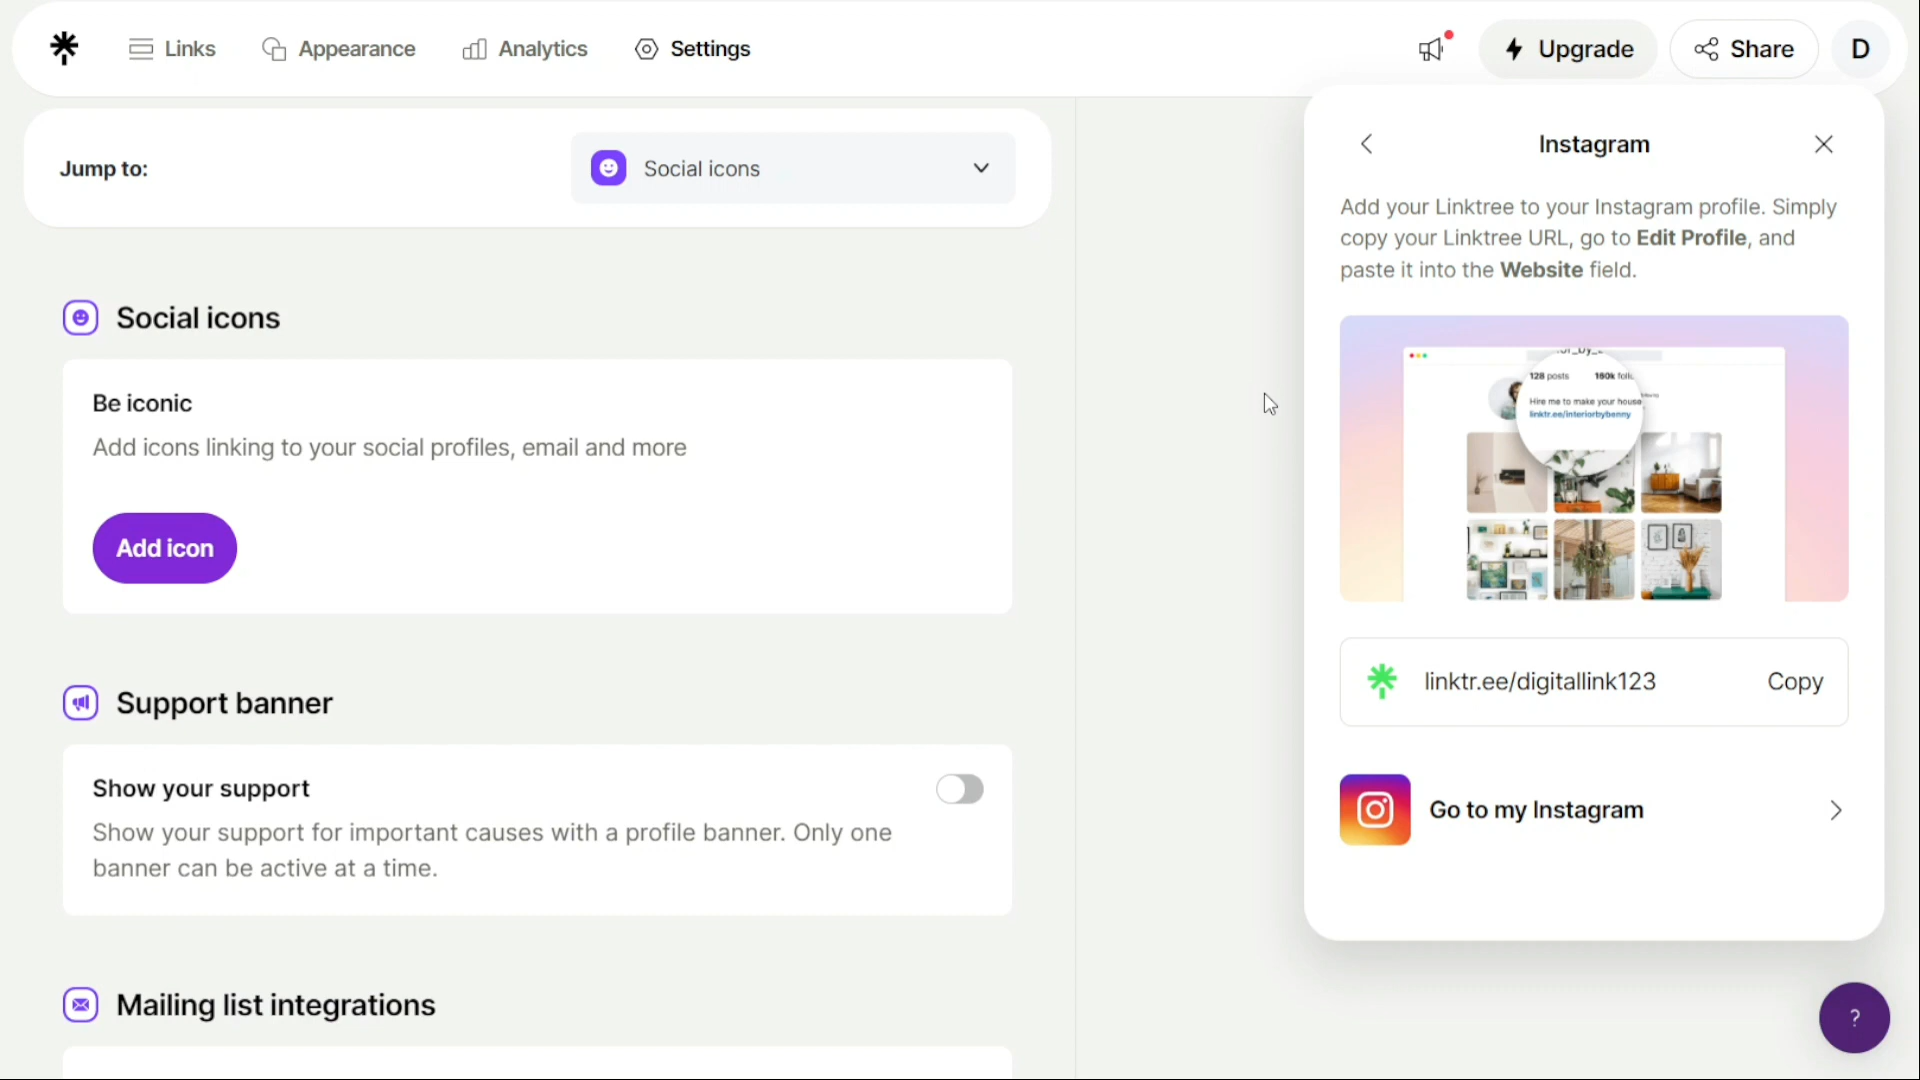 Links
Appearance
Analytics
Settings
Upgrade
Share
D
Jump to:
Social icons
Social icons
Be iconic
Add icons linking to your social profiles, email and more
Add icon
Support banner
Show your support
Show your support for important causes with a profile banner. Only one
banner can be active at a time.
Mailing list integrations
Instagram
Add your Linktree to your Instagram profile. Simply
copy your Linktree URL, go to Edit Profile, and
paste it into the Website field.
128 posts 160k
Hire me to make your house
linktr.ee/interiorbybenny
linktr.ee/digitallink123
Copy
Go to my Instagram
?